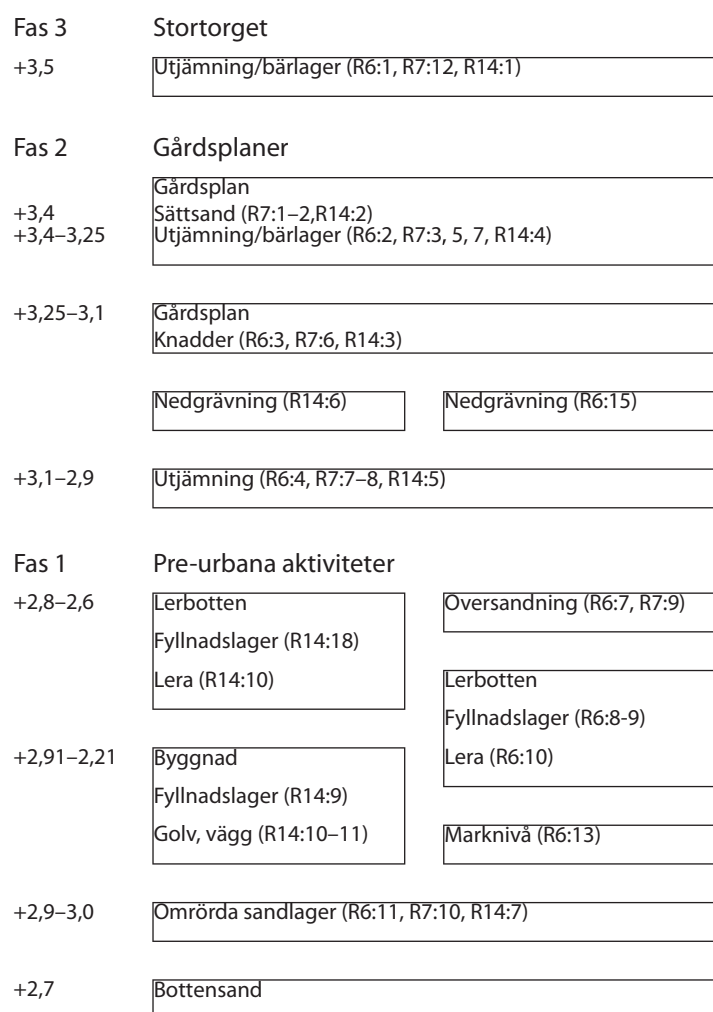 Fas 3 Stortorget
+3,5 Utjämning/bärlager (R6:1, R7:12, R14:1)
Fas 2 Gårdsplaner
Gårdsplan
+3,4 Sättsand (R7:1–2,R14:2)
+3,4–3,25 Utjämning/bärlager (R6:2, R7:3, 5, 7, R14:4)
+3,25–3,1 Gårdsplan
Knadder (R6:3, R7:6, R14:3)
Nedgrävning (R14:6) Nedgrävning (R6:15)
+3,1–2,9 Utjämning (R6:4, R7:7–8, R14:5)
Fas 1 Pre-urbana aktiviteter
+2,8–2,6 Lerbotten Oversandning (R6:7, R7:9)
Fyllnadslager (R14:18)
Lera (R14:10) Lerbotten
Fyllnadslager (R6:8-9)
+2,91–2,21 Byggnad Lera (R6:10)
Fyllnadslager (R14:9)
Golv, vägg (R14:10–11) Marknivå (R6:13)
+2,9–3,0 Omrörda sandlager (R6:11, R7:10, R14:7)
+2,7 Bottensand